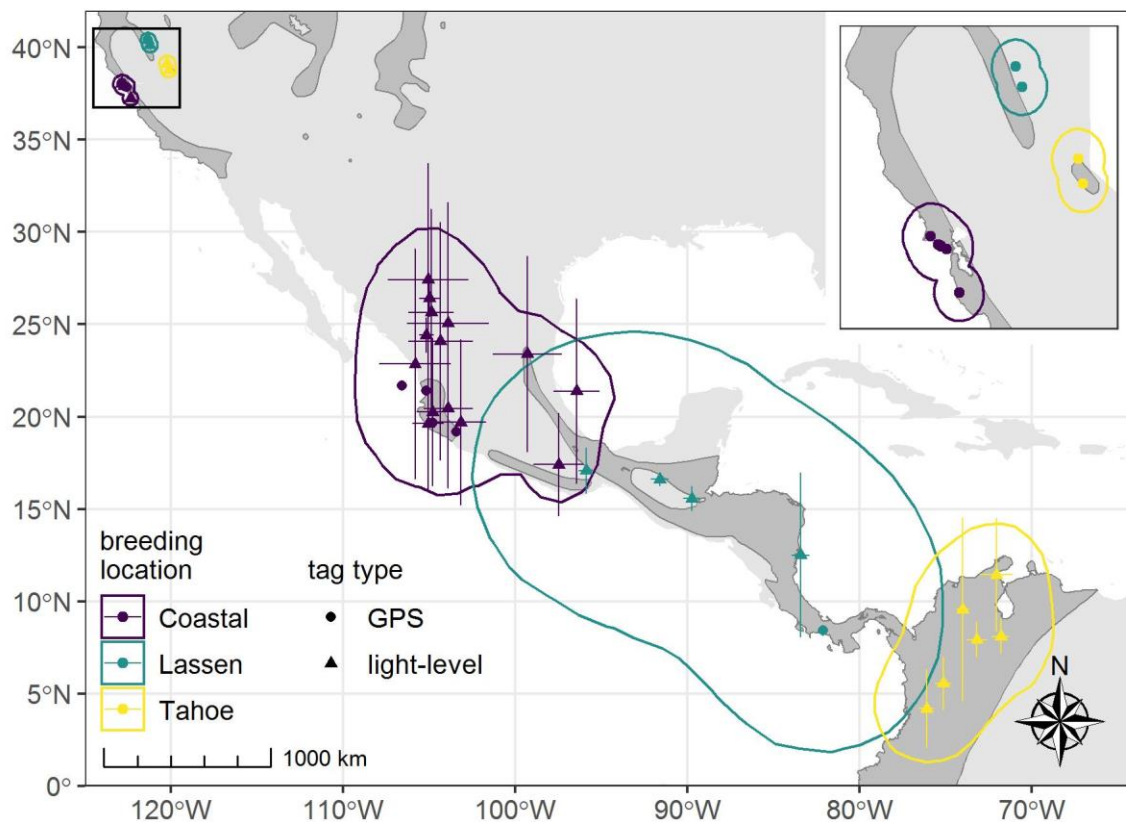 40°N
35°N
30°N
25°N
20°N
15°N
10°N
5°N
0°
breeding
location
Coastal
Lassen
Tahoe
tag type
GPS
light-level
1000 km
N
120°W
110°W
100°W
90°W
80°W
70°W